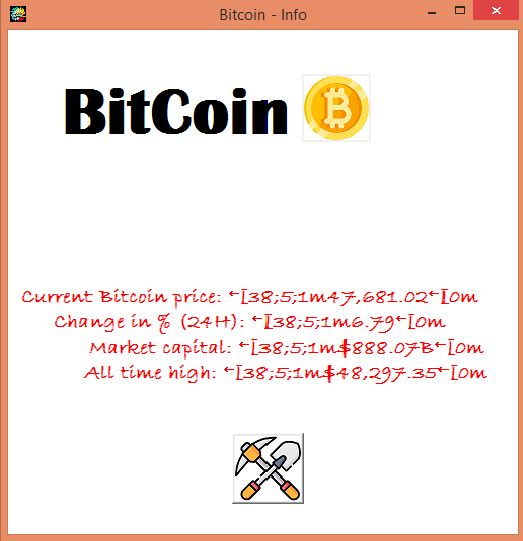 Bitcoin - Info
BitCoin
Current Bitcoin price: ←[38;5;1m47,681.02←[0m
Change in % (24H): ←[38;5;1m6.79←[0m
Market capital: ←[38;5;1m$888.07B←[0m
All time high: ←[38;5;1m$48,297.35←[0m